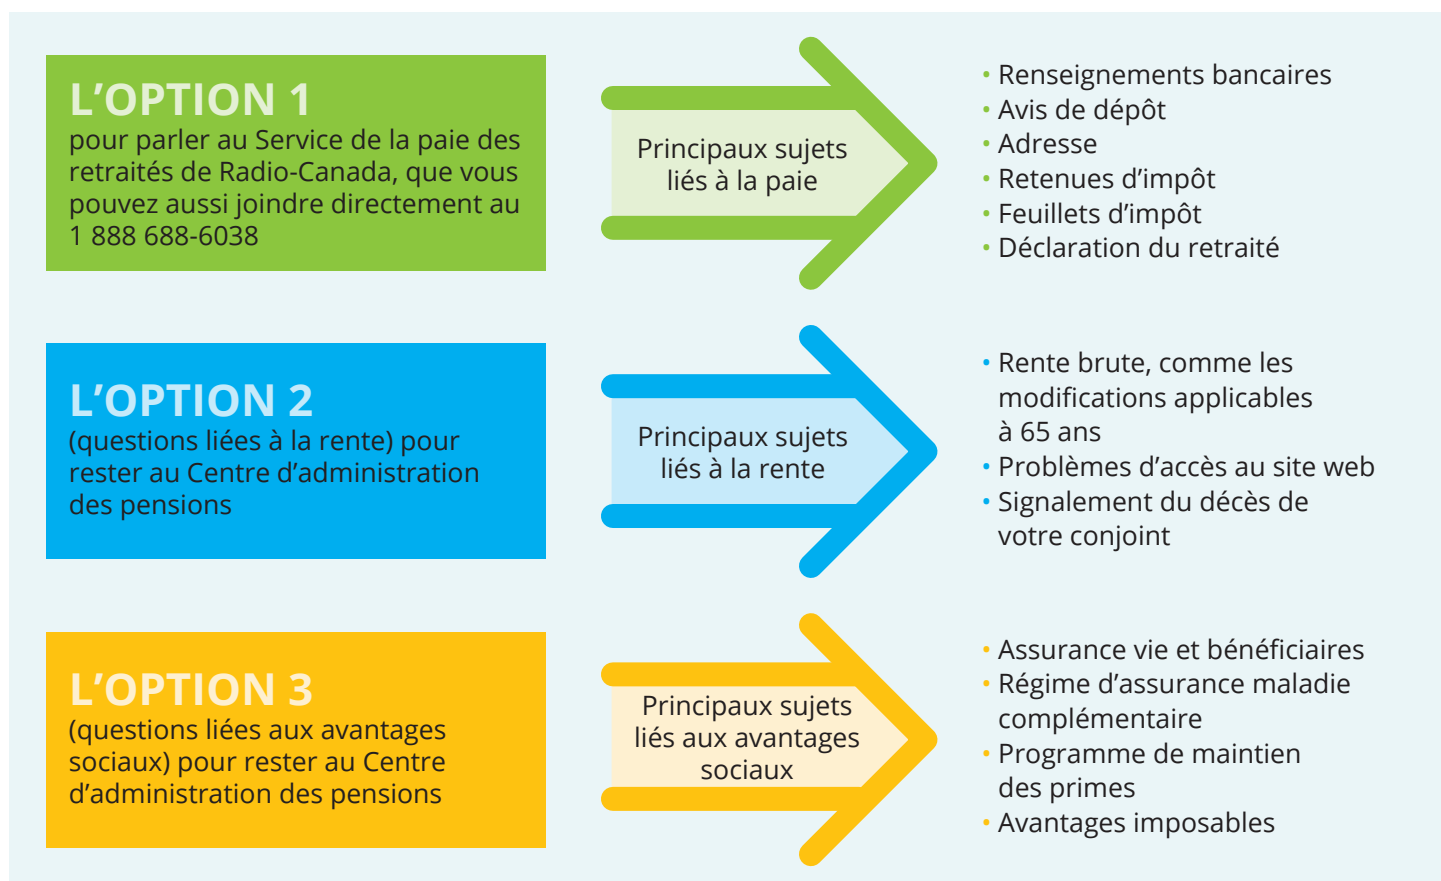 L’OPTION 1
pour parler au Service de la paie des
retraités de Radio-Canada, que vous
pouvez aussi joindre directement au
1 888 688-6038
Principaux sujets
liés à la paie
• Renseignements bancaires
• Avis de dépôt
• Adresse
• Retenues d’impôt
• Feuillets d’impôt
• Déclaration du retraité
L’OPTION 2
(questions liées à la rente) pour
rester au Centre d’administration
des pensions
Principaux sujets
liés à la rente
• Rente brute, comme les
modifications applicables
à 65 ans
• Problèmes d’accès au site web
• Signalement du décès de
votre conjoint
L’OPTION 3
(questions liées aux avantages
sociaux) pour rester au Centre
d’administration des pensions
Principaux sujets
liés aux avantages
sociaux
• Assurance vie et bénéficiaires
• Régime d’assurance maladie
complémentaire
• Programme de maintien
des primes
• Avantages imposables